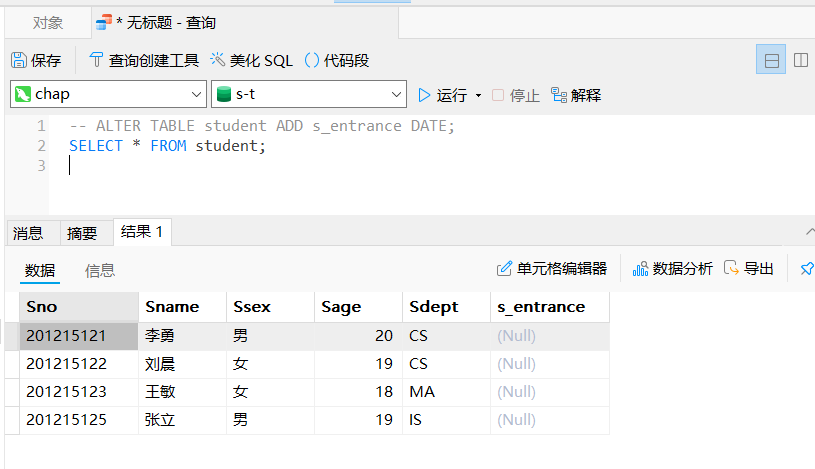 对象 * 无标题 - 查询
保存 查询创建工具 美化 SQL () 代码段
chap s-t 运行 停止 解释
1 -- ALTER TABLE student ADD s_entrance DATE;
2 SELECT * FROM student;
3
消息 摘要 结果 1
数据 信息 单元格编辑器 数据分析 导出
Sno Sname Ssex Sage Sdept s_entrance
201215121 李勇 男 20 CS (Null)
201215122 刘晨 女 19 CS (Null)
201215123 王敏 女 18 MA (Null)
201215125 张立 男 19 IS (Null)